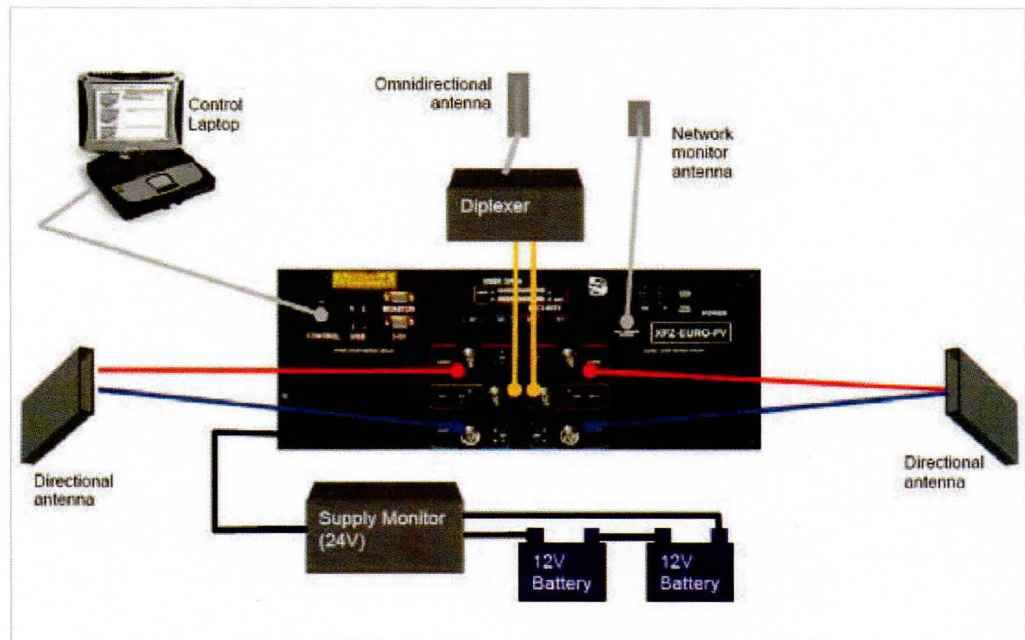 Omnidirectional
antenna
Control
Laptop
Network
monitor
antenna
Diplexer
MONITOR
CONTROL USB
POWER
XPZ-EURO-PV
Directional
antenna
Directional
antenna
Supply Monitor
(24V)
12V
Battery
12V
Battery